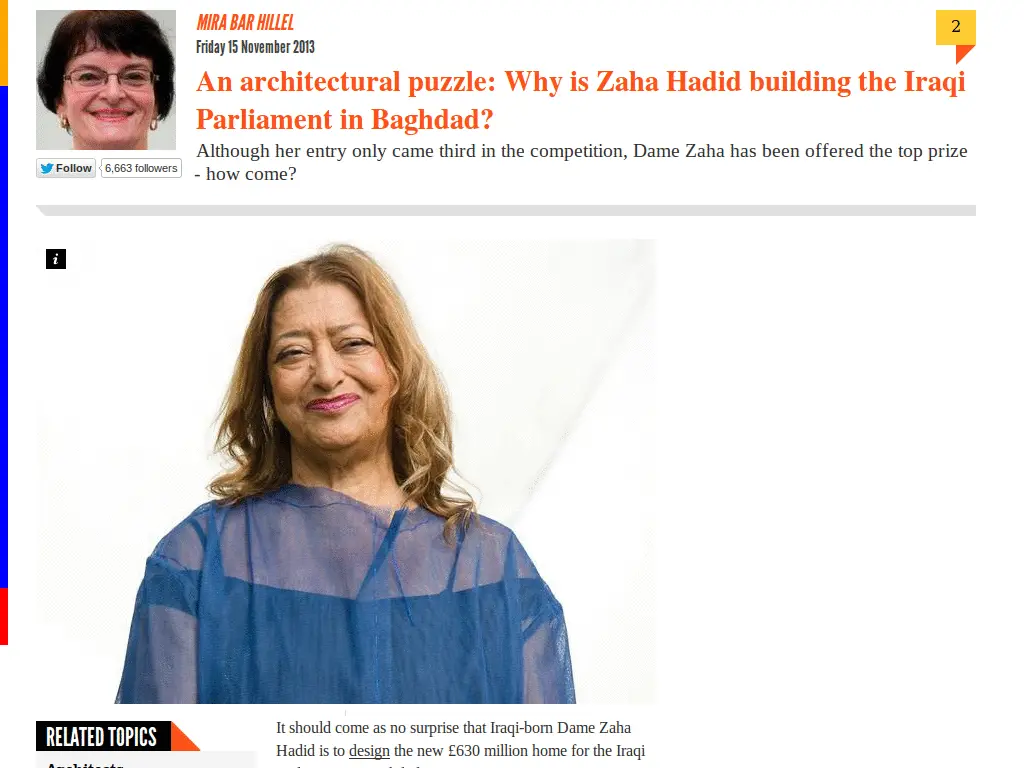 MIRA BAR HILLEL
2
Friday 15 November 2013
An architectural puzzle: Why is Zaha Hadid building the Iraqi
Parliament in Baghdad?
Although her entry only came third in the competition, Dame Zaha has been offered the top prize
- how come?
Follow 6,663 followers
i
RELATED TOPICS
Architects
It should come as no surprise that Iraqi-born Dame Zaha
Hadid is to design the new £630 million home for the Iraqi